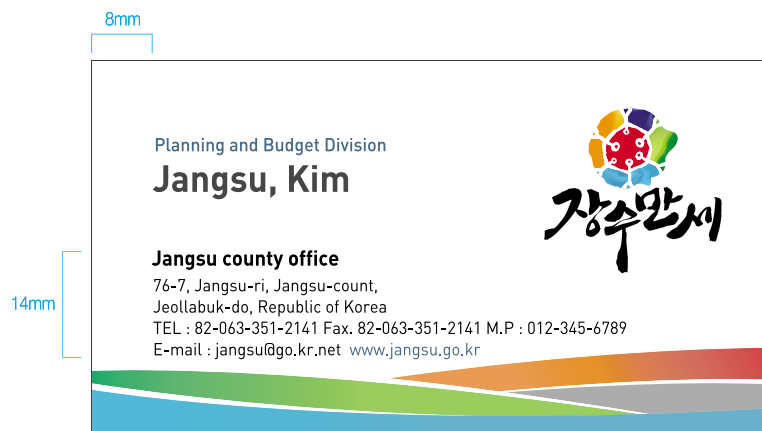 8mm
Planning and Budget Division
Jangsu, Kim
장수만세
Jangsu county office
14mm
76-7, Jangsu-ri, Jangsu-count,
Jeollabuk-do, Republic of Korea
TEL : 82-063-351-2141 Fax. 82-063-351-2141 M.P : 012-345-6789
E-mail : jangsu@go.kr.net www.jangsu.go.kr